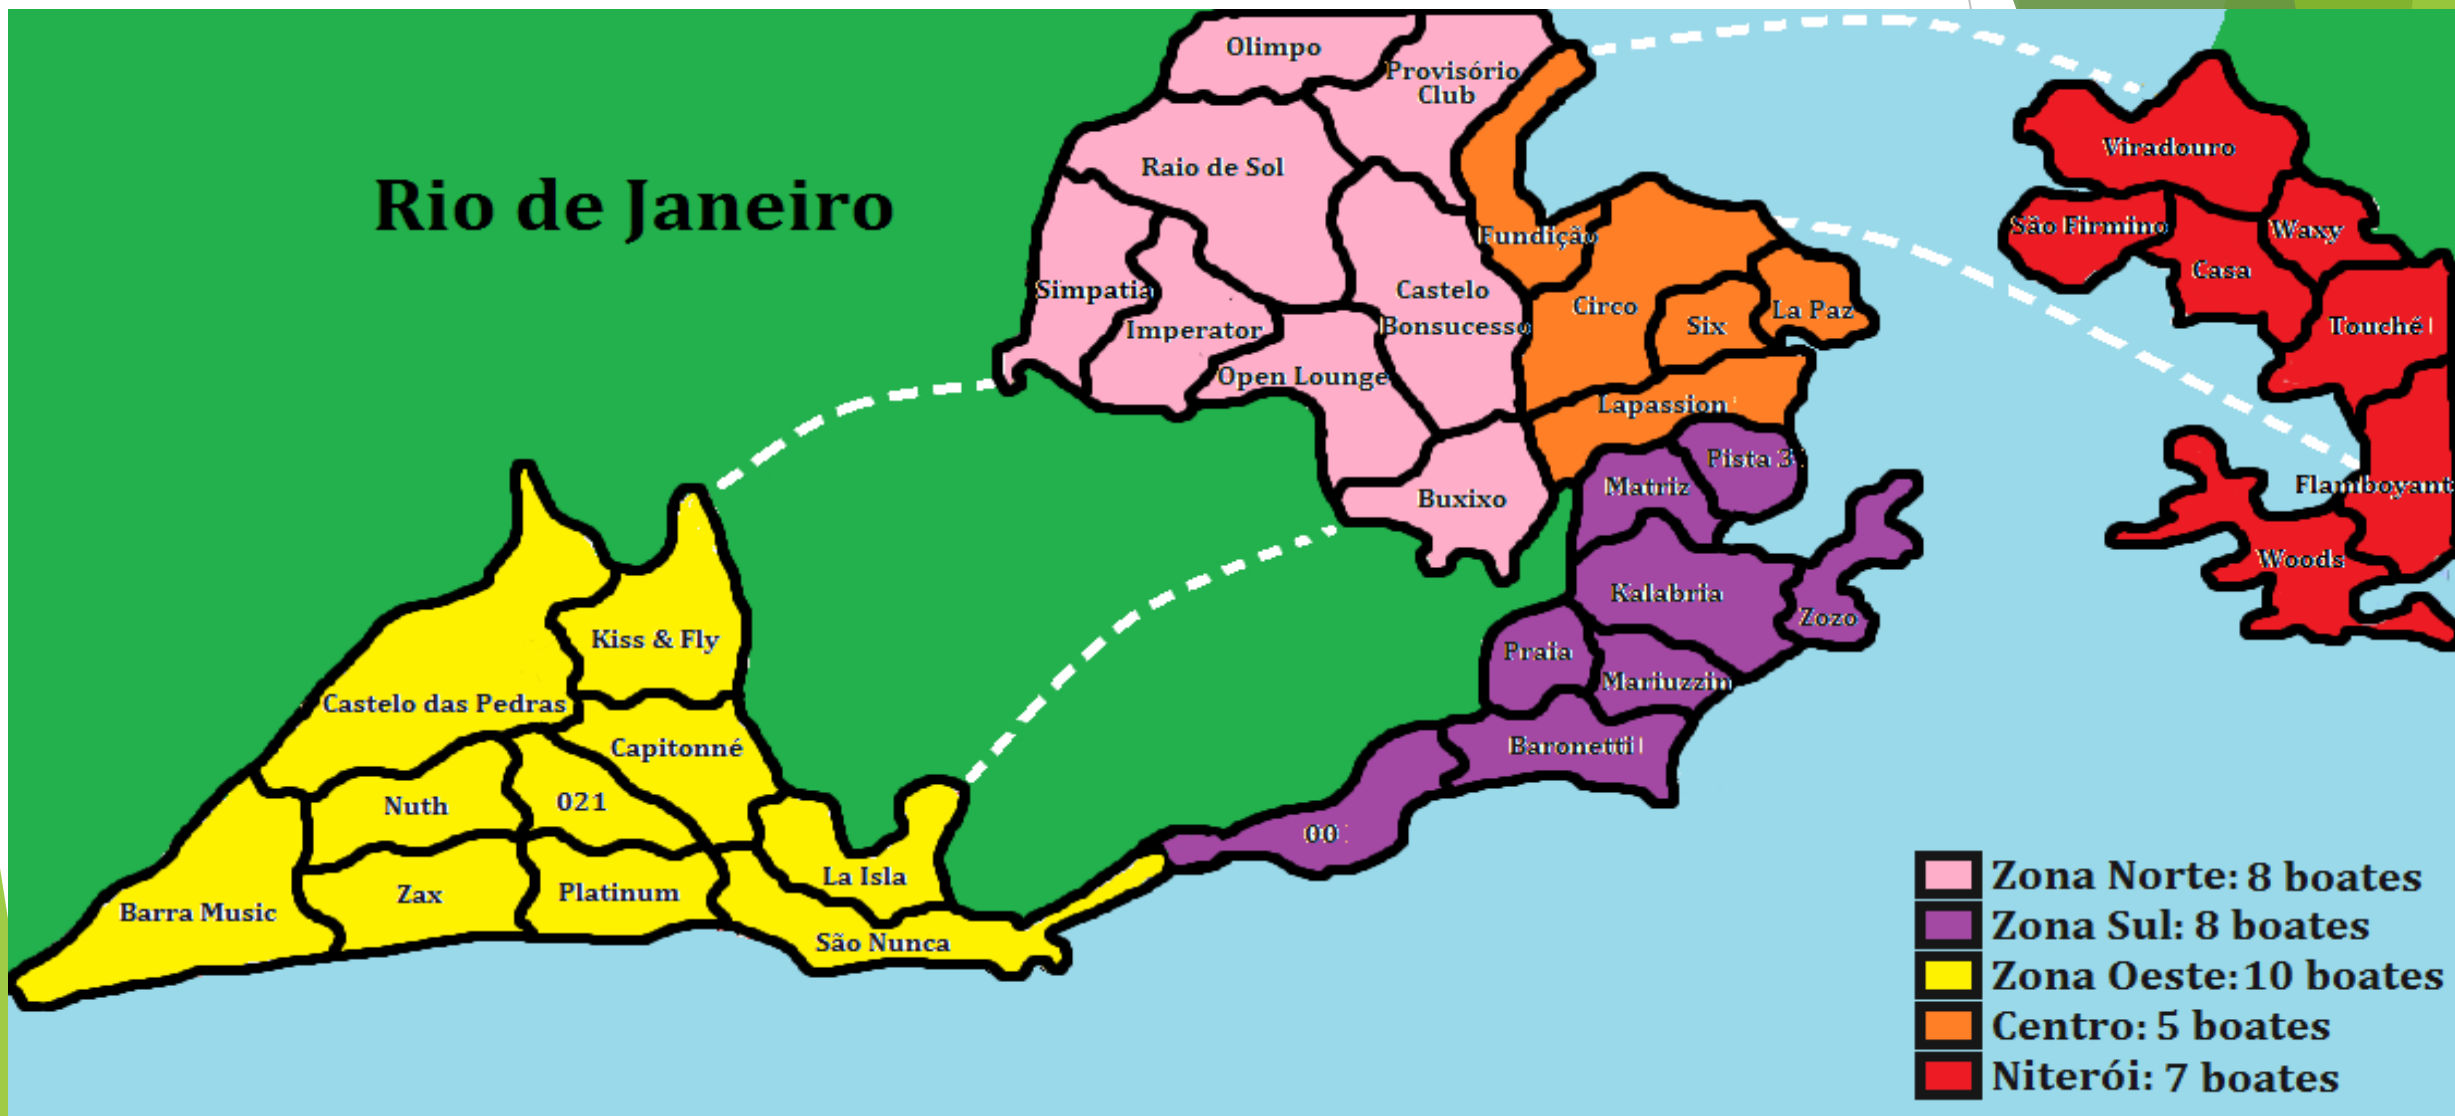 Olimpo
Provisório
Club
Rio de Janeiro
Raio de Sol
Simpatia
Imperator
Castelo
Bonsucesso
Open Lounge
Buxixo
Fundição
Circo
Six
La Paz
Lapassion
Viradouro
São Firmino
Waxy
Casa
Touché
Flamboyant
Woods
Pista 3
Matriz
Kalabria
Zozo
Praia
Mariuzzin
Baronetti
00
Kiss & Fly
Castelo das Pedras
Capitonné
Nuth
021
La Isla
Zax
Platinum
Barra Music
São Nunca
Zona Norte: 8 boates
Zona Sul: 8 boates
Zona Oeste: 10 boates
Centro: 5 boates
Niterói: 7 boates